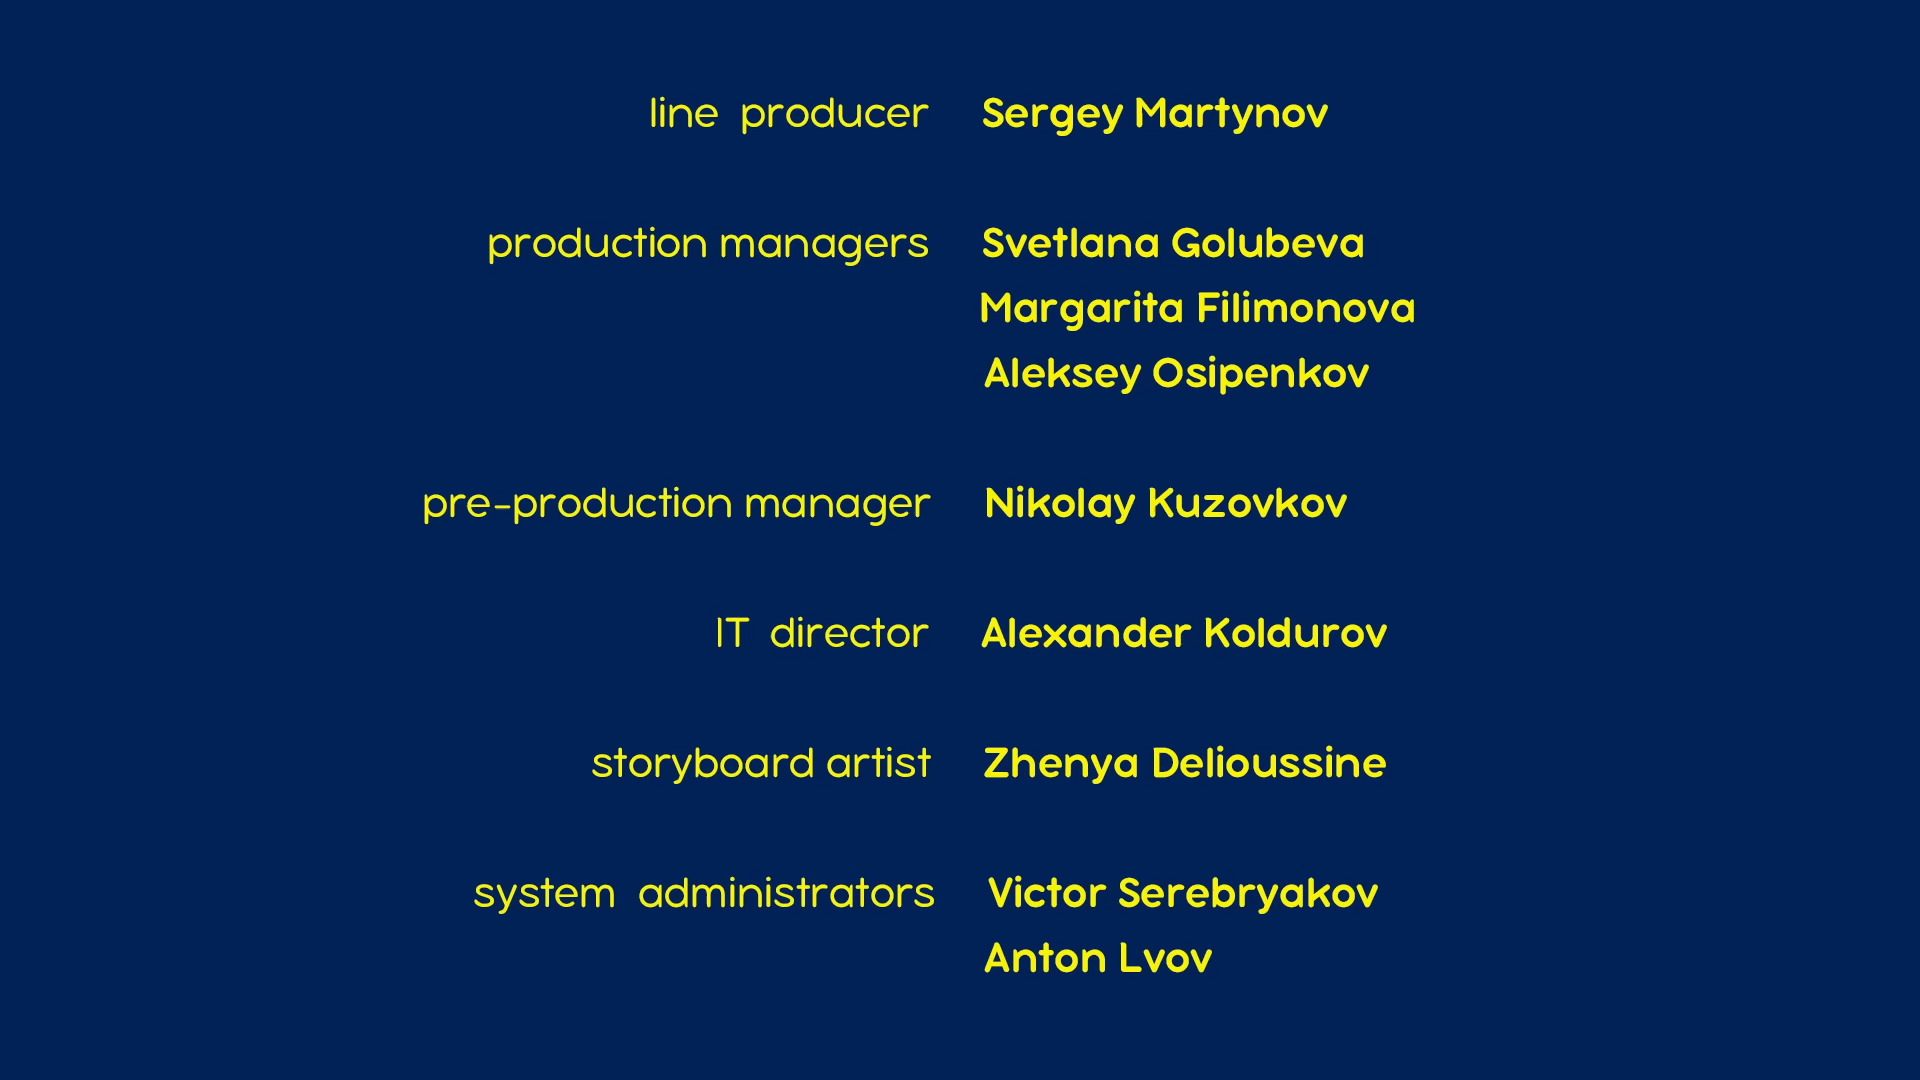 line producer Sergey Martynov
production managers Svetlana Golubeva
Margarita Filimonova
Aleksey Osipenkov
pre-production manager Nikolay Kuzovkov
IT director Alexander Koldurov
storyboard artist Zhenya Delioussine
system administrators Victor Serebryakov
Anton Lvov